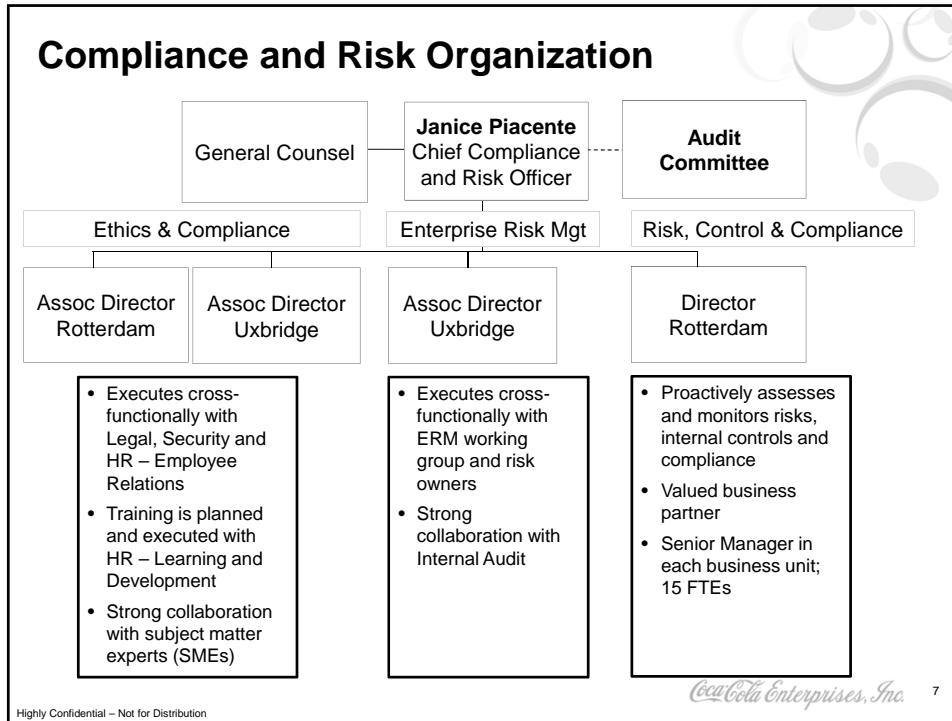 Compliance and Risk Organization
General Counsel
Janice Piacente
Chief Compliance
and Risk Officer
Audit
Committee
Ethics & Compliance
Enterprise Risk Mgt
Risk, Control & Compliance
Assoc Director
Rotterdam
Assoc Director
Uxbridge
Assoc Director
Uxbridge
Director
Rotterdam
• Executes cross-
functionally with
Legal, Security and
HR – Employee
Relations
• Training is planned
and executed with
HR – Learning and
Development
• Strong collaboration
with subject matter
experts (SMEs)
• Executes cross-
functionally with
ERM working
group and risk
owners
• Strong
collaboration with
Internal Audit
• Proactively assesses
and monitors risks,
internal controls and
compliance
• Valued business
partner
• Senior Manager in
each business unit;
15 FTEs
Coca-Cola Enterprises, Inc.
7
Highly Confidential – Not for Distribution